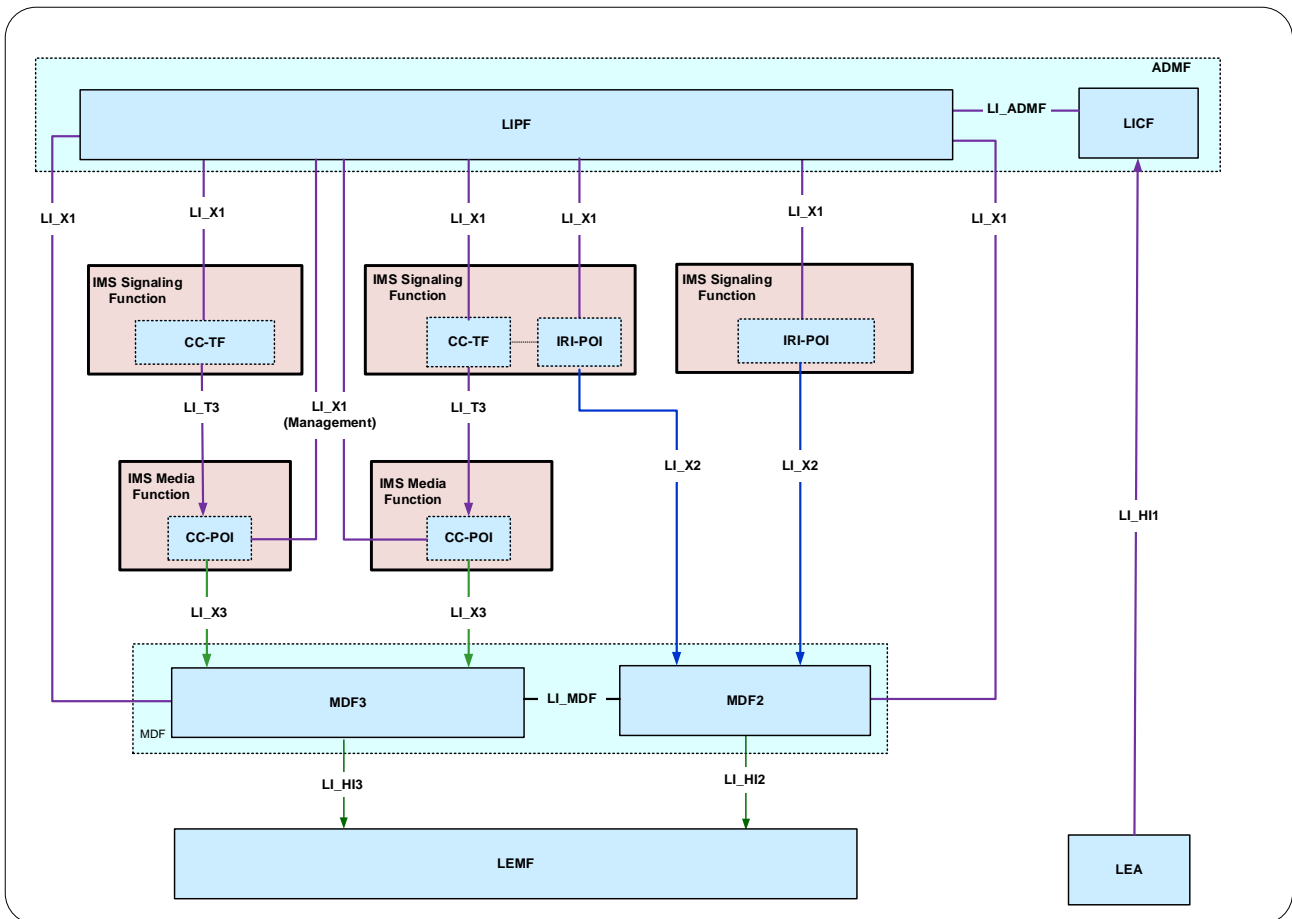 ADMF
LIPF
LI_ADMF
LICF
LI_X1
LI_X1
LI_X1
LI_X1
LI_X1
LI_X1
IMS Signaling
Function
CC-TF
IMS Signaling
Function
CC-TF
IRI-POI
IMS Signaling
Function
IRI-POI
LI_T3
LI_X1
(Management)
LI_T3
LI_X2
LI_X2
IMS Media
Function
CC-POI
IMS Media
Function
CC-POI
LI_HI1
LI_X3
LI_X3
MDF3
LI_MDF
MDF2
MDF
LI_HI3
LI_HI2
LEMF
LEA